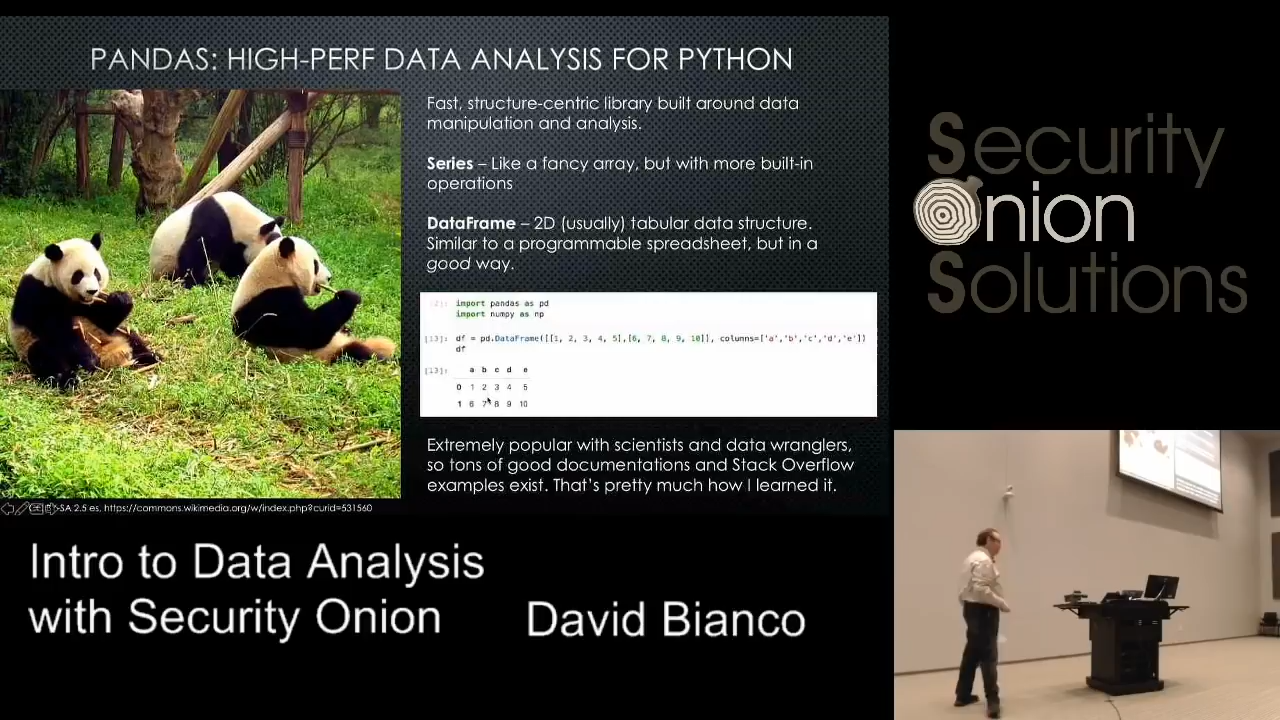 PANDAS: HIGH-PERF DATA ANALYSIS FOR PYTHON
Fast, structure-centric library built around data
manipulation and analysis.
Series – Like a fancy array, but with more built-in
operations
DataFrame – 2D (usually) tabular data structure.
Similar to a programmable spreadsheet, but in a
good way.
[2]: import pandas as pd
import numpy as np
[13]: df = pd.DataFrame([[1, 2, 3, 4, 5],[6, 7, 8, 9, 10]], columns=['a','b','c','d','e'])
df
[13]: a b c d e
0 1 2 3 4 5
1 6 7 8 9 10
Extremely popular with scientists and data wranglers,
so tons of good documentations and Stack Overflow
examples exist. That's pretty much how I learned it.
SA 2.5 es, https://commons.wikimedia.org/w/index.php?curid=531560
Security
Onion
Solutions
Intro to Data Analysis
with Security Onion
David Bianco